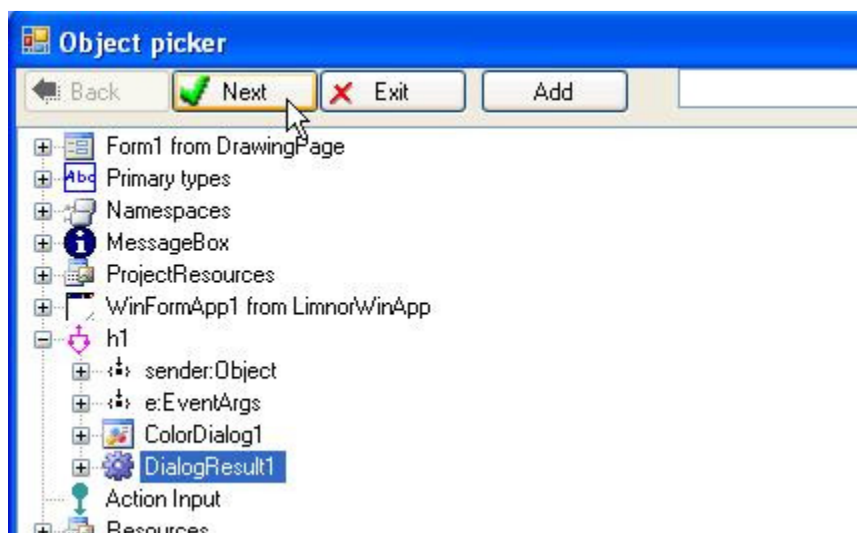 Object picker
Back Next Exit Add
Form1 from DrawingPage
Abc Primary types
Namespaces
MessageBox
ProjectResources
WinFormApp1 from LimnorWinApp
h1
sender:Object
e:EventArgs
ColorDialog1
DialogResult1
Action Input
Resources